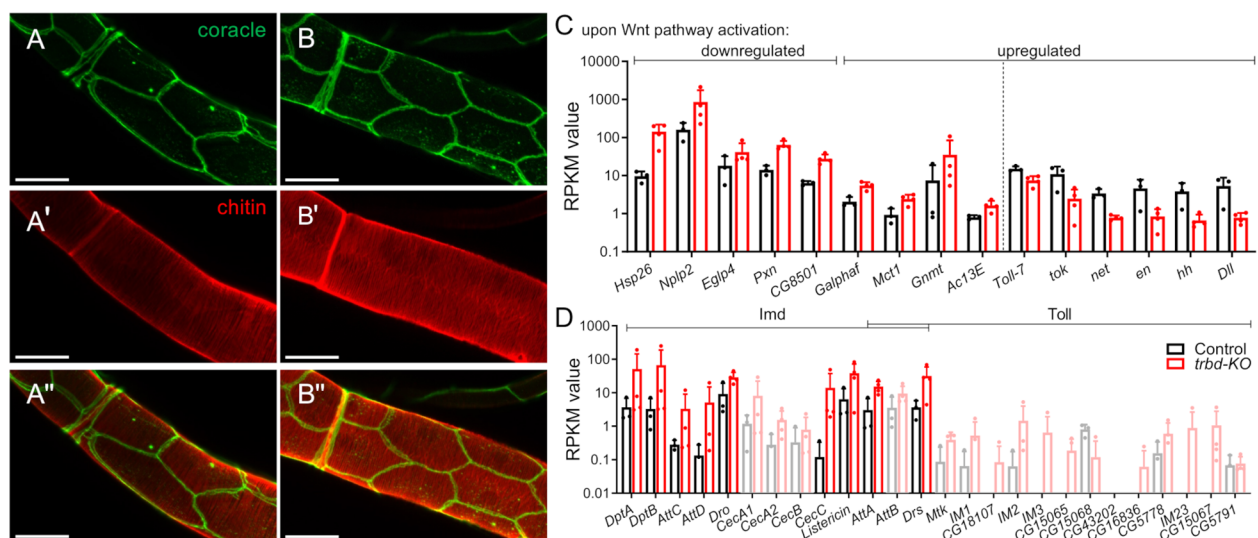 A
coracle
B
A'
chitin
B'
A"
B"
C upon Wnt pathway activation:
downregulated
upregulated
RPKM value
10000
1000
100
10
1
0.1
Hsp26
Nplp2
Eglp4
Pxn
CG8501
Galphaf
Mct1
Gnmt
Ac13E
Toll-7
tok
net
en
hh
Dll
D
Imd
Toll
RPKM value
1000
100
10
1
0.1
0.01
Control
trbd-KO
DptA
DptB
AttC
AttD
Dro
CecA1
CecA2
CecB
CecC
Listericin
AttA
AttB
Drs
Mtk
IM1
CG18107
IM2
IM3
CG15065
CG15068
CG43202
CG16836
CG5778
IM23
CG15067
CG5791